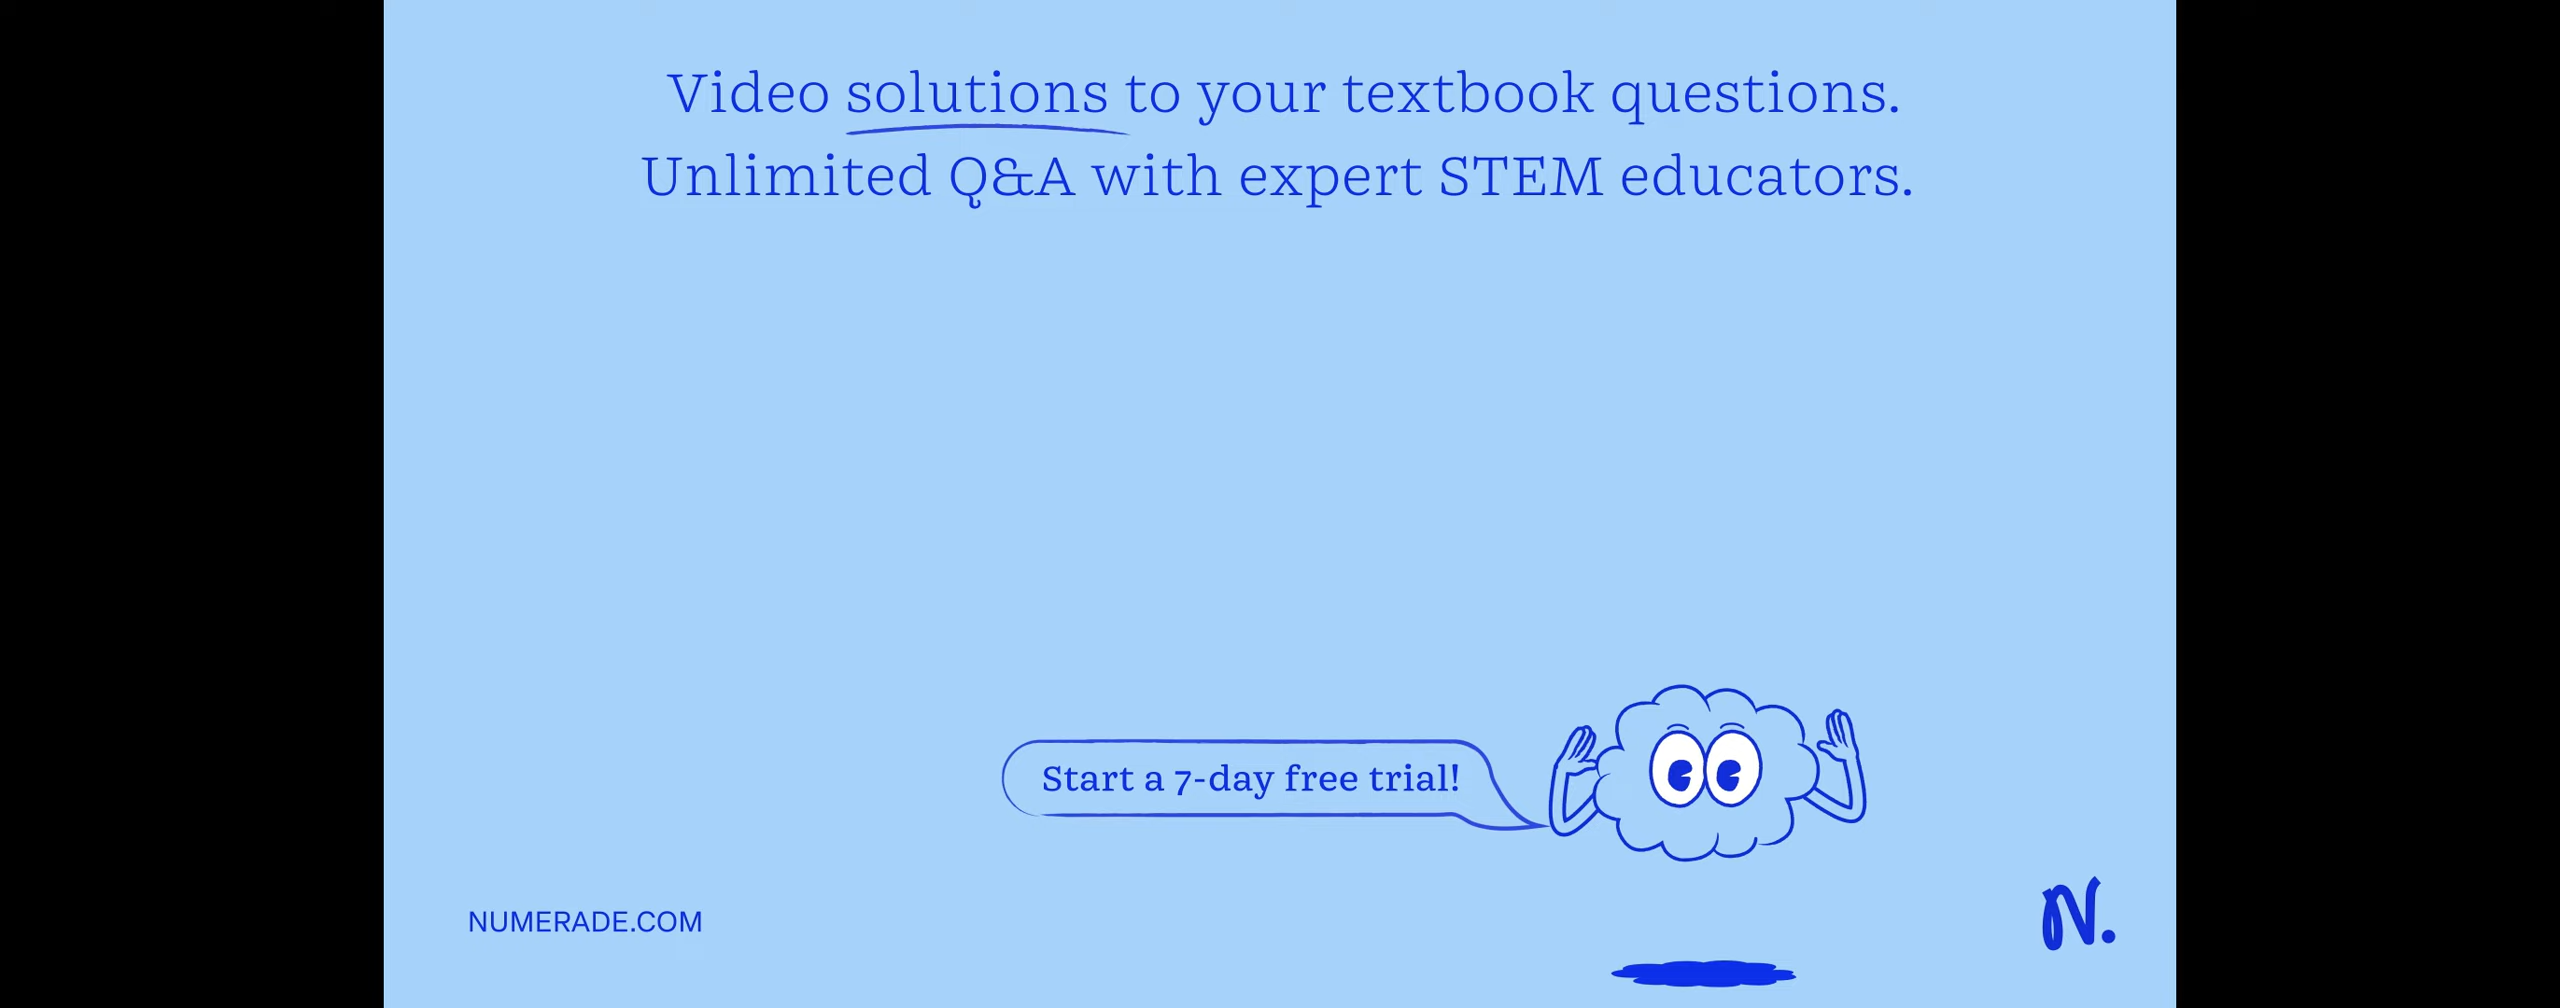 Video solutions to your textbook questions.
Unlimited Q&A with expert STEM educators.
Start a 7-day free trial!
NUMERADE.COM
N.